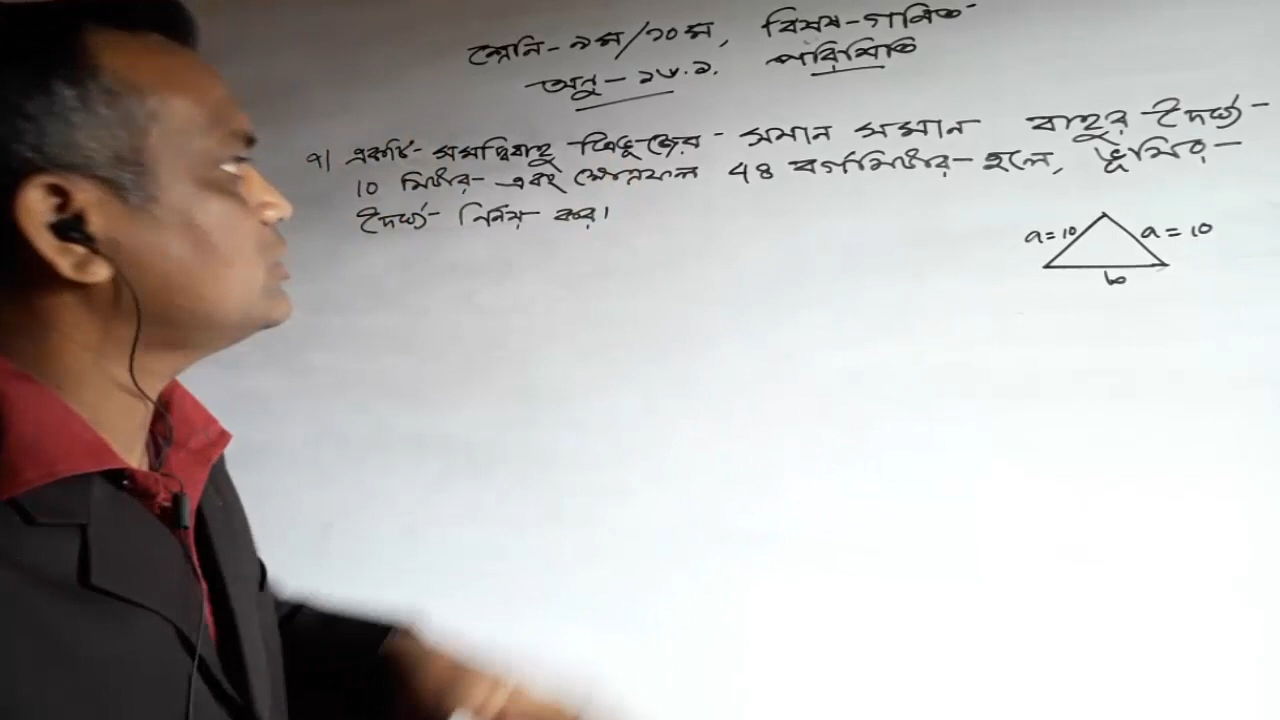 শ্রেনি-৯ম/১০ম, বিষয়-গণিত
অনু-১৬.১. পরিমিতি
৭। একটি সমদ্বিবাহু ত্রিভুজের সমান সমান বাহুর দৈর্ঘ্য
10 মিটার এবং ক্ষেত্রফল 48 বর্গমিটার হলে, ভূমির
দৈর্ঘ্য নির্ণয় কর।
a=10 a=10
b